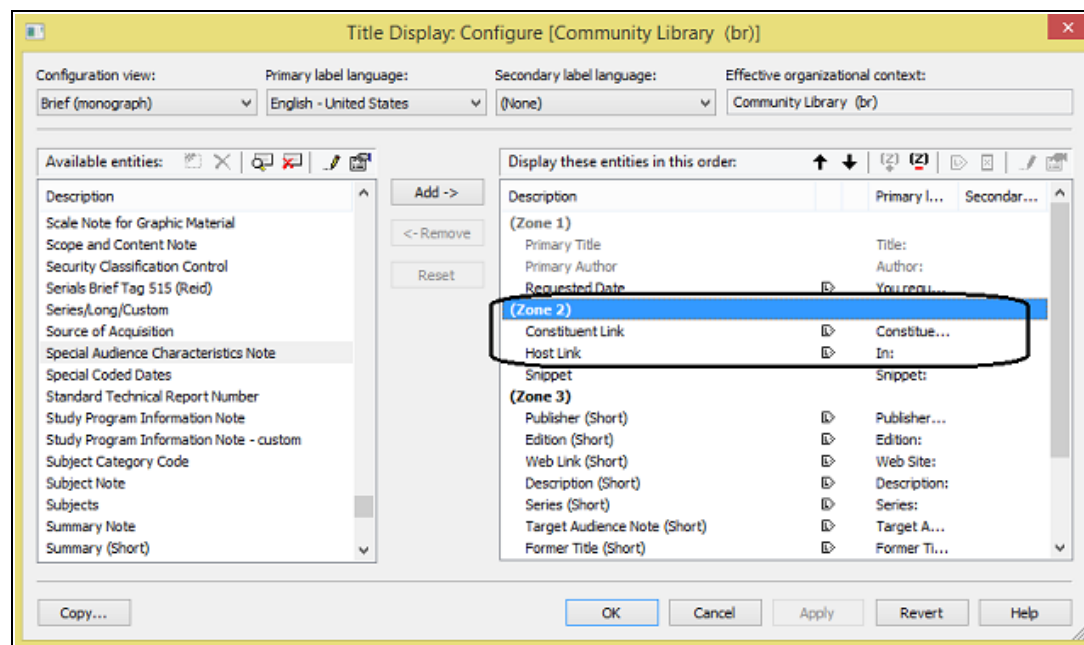 Title Display: Configure [Community Library (br)]
Configuration view: Primary label language: Secondary label language: Effective organizational context:
Brief (monograph) English - United States (None) Community Library (br)
Available entities: Display these entities in this order:
Description Add -> Description Primary l... Secondar...
Scale Note for Graphic Material (Zone 1)
Scope and Content Note <- Remove Primary Title Title:
Security Classification Control Reset Primary Author Author:
Serials Brief Tag 515 (Reid) Requested Date You requ...
Series/Long/Custom (Zone 2)
Source of Acquisition Constituent Link Constitue...
Special Audience Characteristics Note Host Link In:
Special Coded Dates Snippet Snippet:
Standard Technical Report Number (Zone 3)
Study Program Information Note Publisher (Short) Publisher...
Study Program Information Note - custom Edition (Short) Edition:
Subject Category Code Web Link (Short) Web Site:
Subject Note Description (Short) Description:
Subjects Series (Short) Series:
Summary Note Target Audience Note (Short) Target A...
Summary (Short) Former Title (Short) Former Ti...
Copy... OK Cancel Apply Revert Help